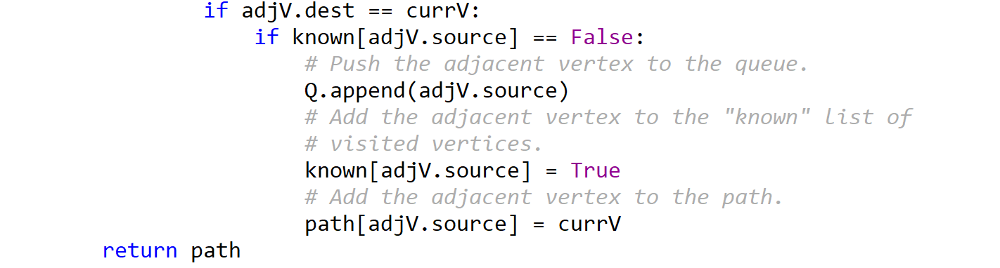 if adjV.dest == currV:
if known[adjV.source] == False:
# Push the adjacent vertex to the queue.
Q.append(adjV.source)
# Add the adjacent vertex to the "known" list of
# visited vertices.
known[adjV.source] = True
# Add the adjacent vertex to the path.
path[adjV.source] = currV
return path